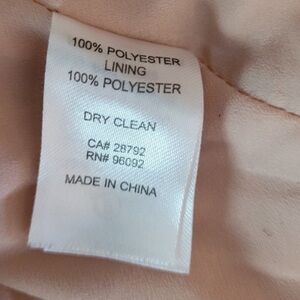 100% POLYESTER
LINING
100% POLYESTER
DRY CLEAN
CA# 28792
RN# 96092
MADE IN CHINA